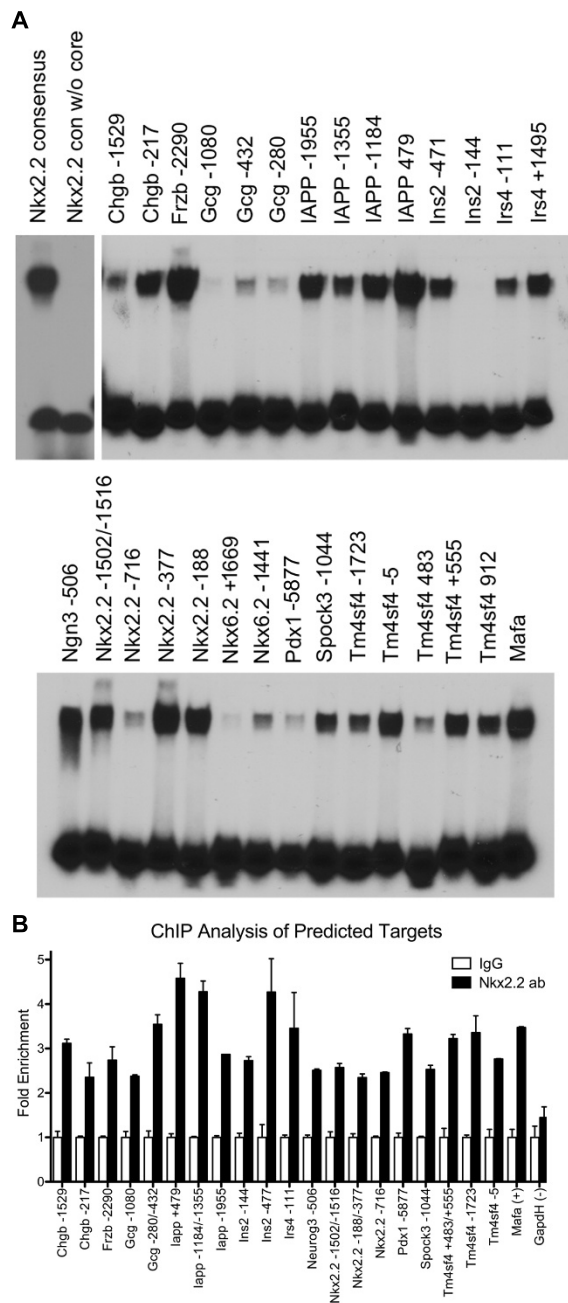 A
Nkx2.2 consensus
Nkx2.2 con w/o core
Chgb -1529
Chgb -217
Frzb -2290
Gcg -1080
Gcg -432
Gcg -280
IAPP -1955
IAPP -1355
IAPP -1184
IAPP 479
Ins2 -471
Ins2 -144
Irs4 -111
Irs4 +1495
Ngn3 -506
Nkx2.2 -1502/-1516
Nkx2.2 -716
Nkx2.2 -377
Nkx2.2 -188
Nkx6.2 +1669
Nkx6.2 -1441
Pdx1 -5877
Spock3 -1044
Tm4sf4 -1723
Tm4sf4 -5
Tm4sf4 483
Tm4sf4 +555
Tm4sf4 912
Mafa
B
ChIP Analysis of Predicted Targets
IgG
Nkx2.2 ab
Fold Enrichment
5
4
3
2
1
0
Chgb -1529
Chgb -217
Frzb -2290
Gcg -1080
Gcg -280/-432
Iapp +479
Iapp -1184/-1355
Iapp -1955
Ins2 -144
Ins2 -477
Irs4 -111
Neurog3 -506
Nkx2.2 -1502/-1516
Nkx2.2 -188/-377
Nkx2.2 -716
Pdx1 -5877
Spock3 -1044
Tm4sf4 +483/+555
Tm4sf4 -1723
Tm4sf4 -5
Mafa (+)
GapdH (-)